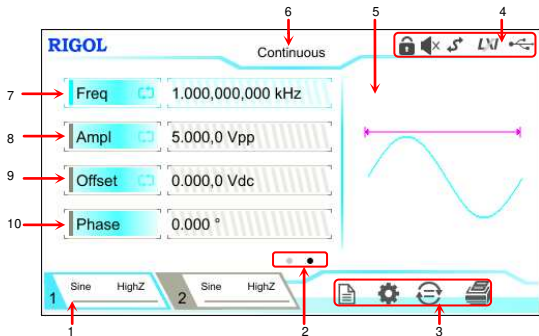 6
5
4
RIGOL
Continuous
LXI
7
Freq 1.000,000,000 kHz
8
Ampl 5.000,0 Vpp
9
Offset 0.000,0 Vdc
10
Phase 0.000 °
1 Sine HighZ
2 Sine HighZ
1
2
3